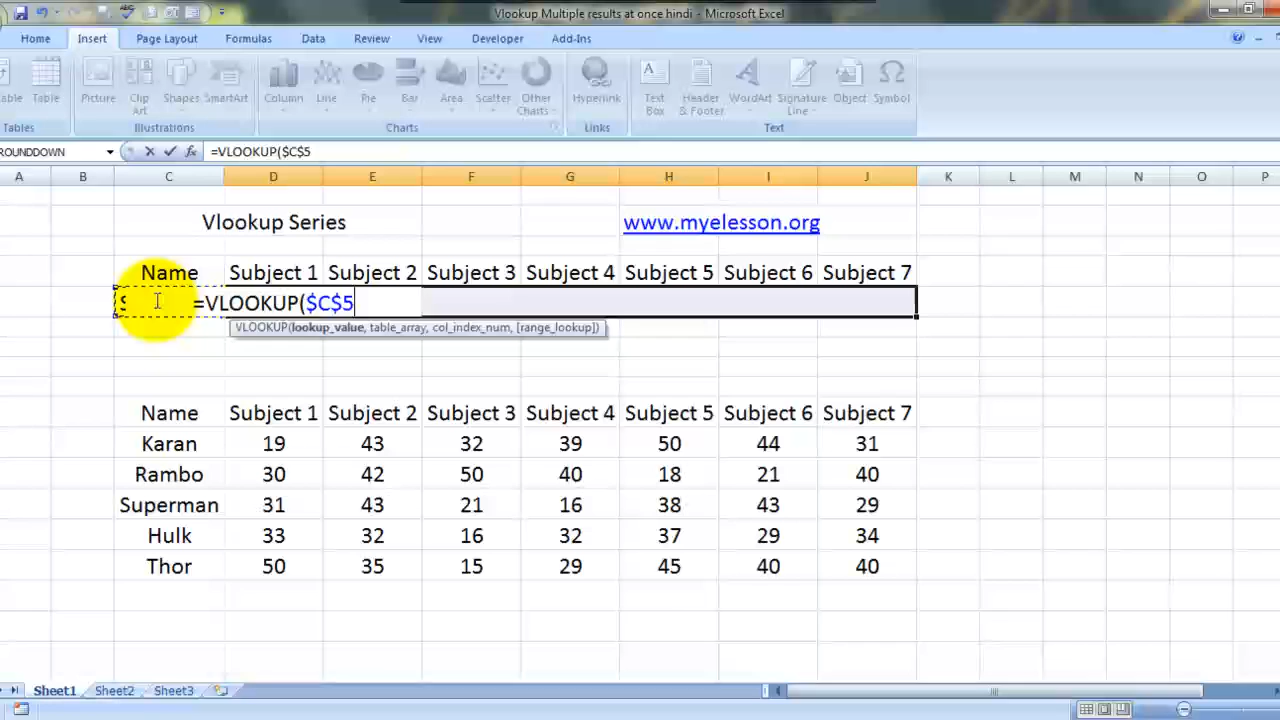 Vlookup Multiple results at once hindi - Microsoft Excel
Home Insert Page Layout Formulas Data Review View Developer Add-Ins
Table Picture Clip Art Shapes SmartArt Column Line Pie Bar Area Scatter Other Charts Hyperlink Text Box Header & Footer WordArt Signature Line Object Symbol
Tables Illustrations Charts Links Text
ROUNDDOWN fx =VLOOKUP($C$5
A B C D E F G H I J K L M N O P
Vlookup Series www.myelesson.org
Name Subject 1 Subject 2 Subject 3 Subject 4 Subject 5 Subject 6 Subject 7
=VLOOKUP($C$5
VLOOKUP(lookup_value, table_array, col_index_num, [range_lookup])
Name Subject 1 Subject 2 Subject 3 Subject 4 Subject 5 Subject 6 Subject 7
Karan 19 43 32 39 50 44 31
Rambo 30 42 50 40 18 21 40
Superman 31 43 21 16 38 43 29
Hulk 33 32 16 32 37 29 34
Thor 50 35 15 29 45 40 40
Sheet1 Sheet2 Sheet3